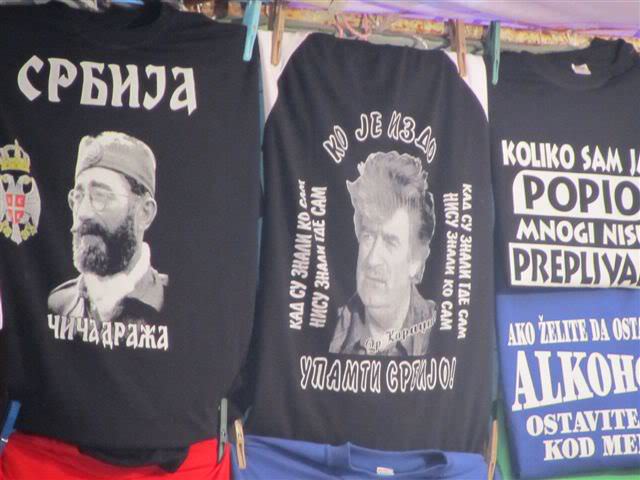 СРБИЈА
ЧИЧА ДРАЖА
КО ЈЕ ИЗДО
КАД СУ ЗНАЛИ КО САМ
НИСУ ЗНАЛИ ГДЕ САМ
КАД СУ ЗНАЛИ ГДЕ САМ
НИСУ ЗНАЛИ КО САМ
УПАМТИ СРБИЈО!
KOLIKO SAM JA
POPIO
MNOGI NISU
PREPLIVA
AKO ŽELITE DA OSTA
ALKOHO
OSTAVITE
KOD MEN